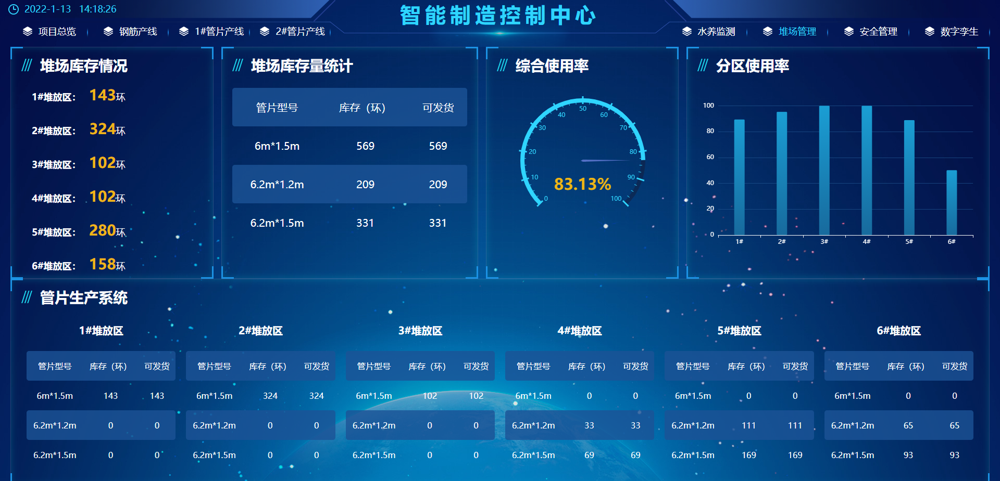 2022-1-13 14:18:26
智能制造控制中心
项目总览 钢筋产线 1#管片产线 2#管片产线 水养监测 堆场管理 安全管理 数字孪生
堆场库存情况
1#堆放区： 143环
2#堆放区： 324环
3#堆放区： 102环
4#堆放区： 102环
5#堆放区： 280环
6#堆放区： 158环
堆场库存量统计
管片型号 库存（环） 可发货
6m*1.5m 569 569
6.2m*1.2m 209 209
6.2m*1.5m 331 331
综合使用率
0 10 20 30 40 50 60 70 80 90 100
83.13%
分区使用率
100
80
60
40
20
0
1# 2# 3# 4# 5# 6#
管片生产系统
1#堆放区
管片型号 库存（环） 可发货
6m*1.5m 143 143
6.2m*1.2m 0 0
6.2m*1.5m 0 0
2#堆放区
管片型号 库存（环） 可发货
6m*1.5m 324 324
6.2m*1.2m 0 0
6.2m*1.5m 0 0
3#堆放区
管片型号 库存（环） 可发货
6m*1.5m 102 102
6.2m*1.2m 0 0
6.2m*1.5m 0 0
4#堆放区
管片型号 库存（环） 可发货
6m*1.5m 0 0
6.2m*1.2m 33 33
6.2m*1.5m 69 69
5#堆放区
管片型号 库存（环） 可发货
6m*1.5m 0 0
6.2m*1.2m 111 111
6.2m*1.5m 169 169
6#堆放区
管片型号 库存（环） 可发货
6m*1.5m 0 0
6.2m*1.2m 65 65
6.2m*1.5m 93 93